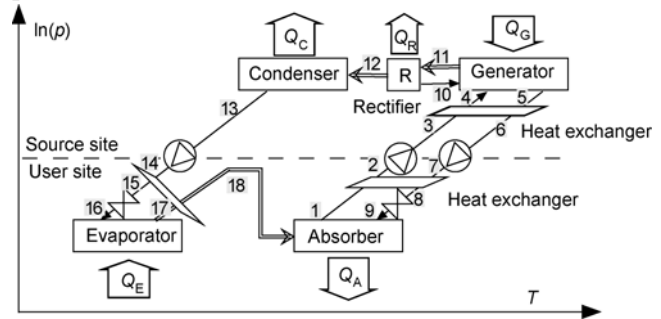 ln(p)
Q_C
Q_R
Q_G
Condenser
12
R
11
Generator
10
4
5
Rectifier
13
3
6
Heat exchanger
Source site
User site
14
2
7
15
18
8
Heat exchanger
16
17
1
9
Evaporator
Absorber
Q_E
Q_A
T